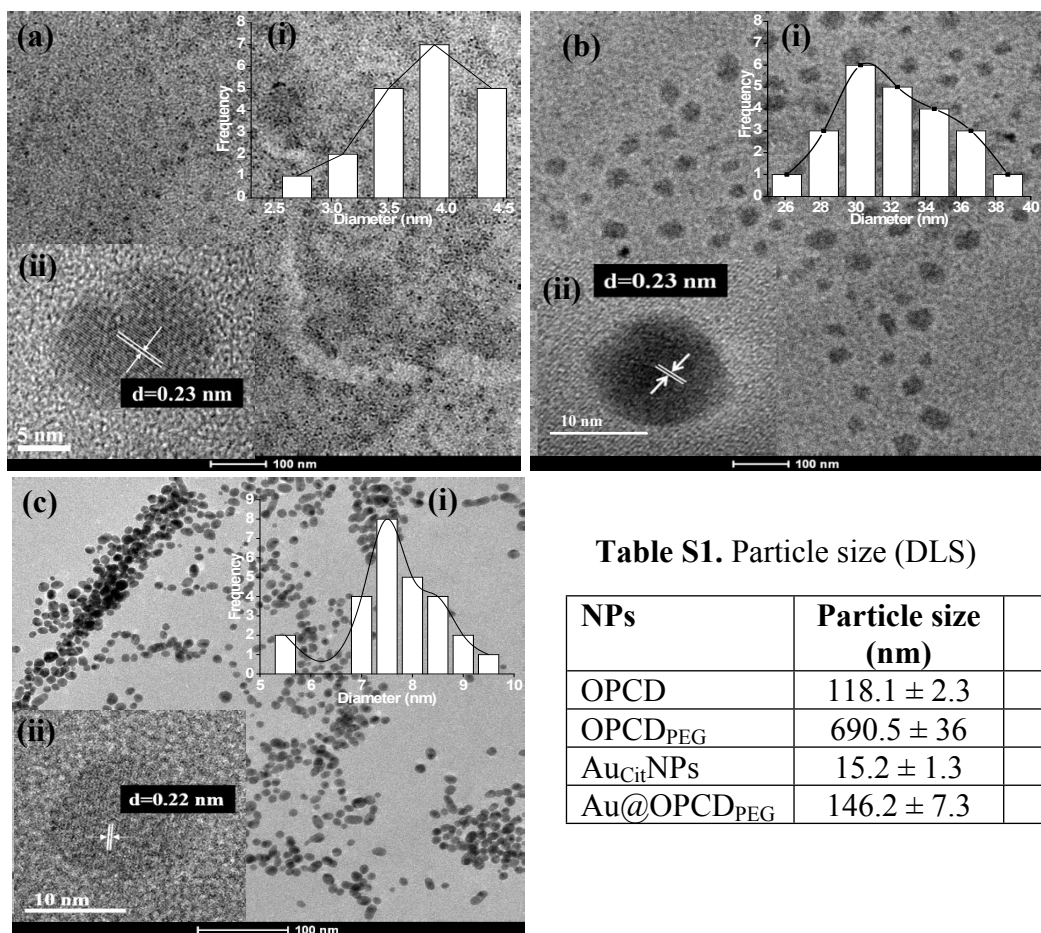 (a)
(i)
8
7
6
5
4
3
2
1
0
Frequency
2.5 3.0 3.5 4.0 4.5
Diameter (nm)
(ii)
d=0.23 nm
5 nm
100 nm
(b)
(i)
8
7
6
5
4
3
2
1
0
Frequency
26 28 30 32 34 36 38 40
Diameter (nm)
(ii)
d=0.23 nm
10 nm
100 nm
(c)
(i)
9
8
7
6
5
4
3
2
1
0
Frequency
5 6 7 8 9 10
Diameter (nm)
(ii)
d=0.22 nm
10 nm
100 nm
Table S1. Particle size (DLS)
NPs Particle size
(nm)
OPCD 118.1 ± 2.3
OPCDPEG 690.5 ± 36
AuCitNPs 15.2 ± 1.3
Au@OPCDPEG 146.2 ± 7.3